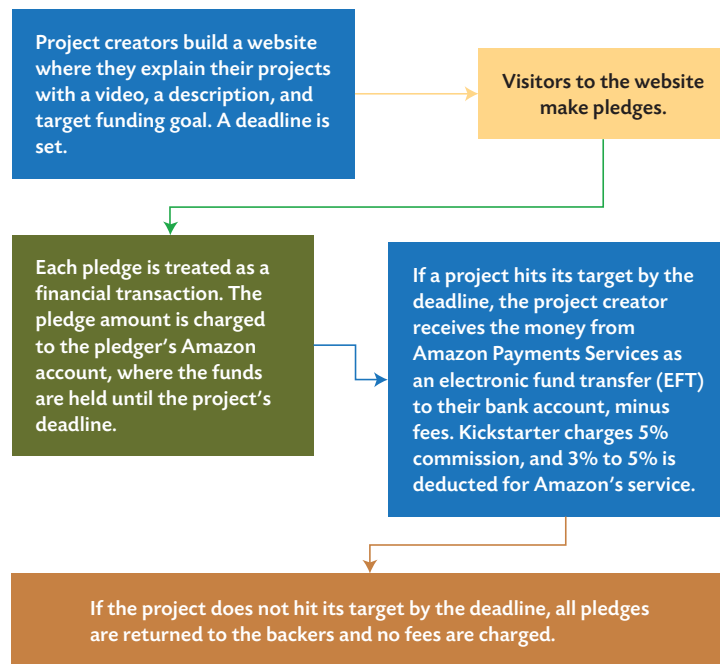 Project creators build a website
where they explain their projects
with a video, a description, and
target funding goal. A deadline is
set.
Visitors to the website
make pledges.
Each pledge is treated as a
financial transaction. The
pledge amount is charged
to the pledger's Amazon
account, where the funds
are held until the project's
deadline.
If a project hits its target by the
deadline, the project creator
receives the money from
Amazon Payments Services as
an electronic fund transfer (EFT)
to their bank account, minus
fees. Kickstarter charges 5%
commission, and 3% to 5% is
deducted for Amazon's service.
If the project does not hit its target by the deadline, all pledges
are returned to the backers and no fees are charged.